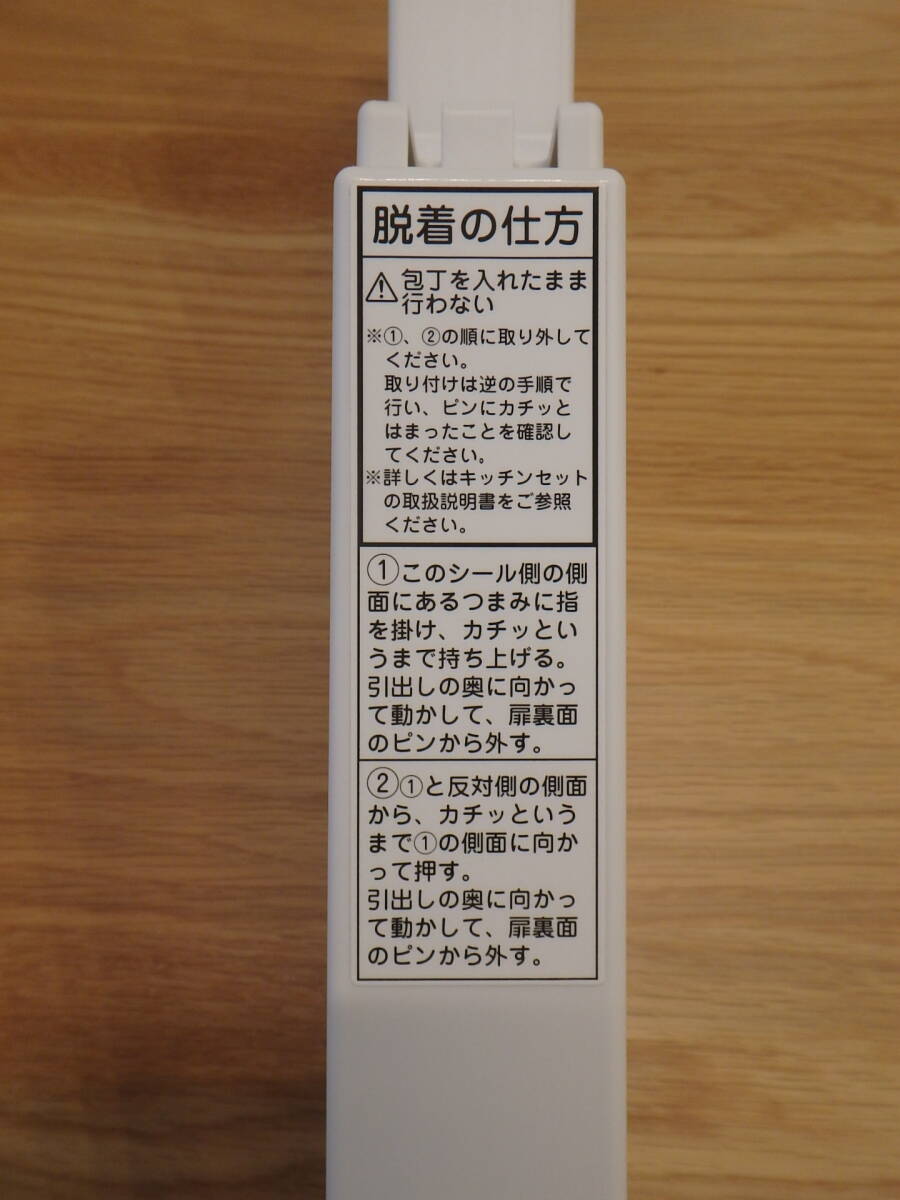 脱着の仕方
⚠包丁を入れたまま
行わない
※①、②の順に取り外して
ください。
取り付けは逆の手順で
行い、ピンにカチッと
はまったことを確認し
てください。
※詳しくはキッチンセット
の取扱説明書をご参照
ください。
①このシール側の側
面にあるつまみに指
を掛け、カチッとい
うまで持ち上げる。
引出しの奥に向かっ
て動かして、扉裏面
のピンから外す。
②①と反対側の側面
から、カチッという
まで①の側面に向か
って押す。
引出しの奥に向かっ
て動かして、扉裏面
のピンから外す。